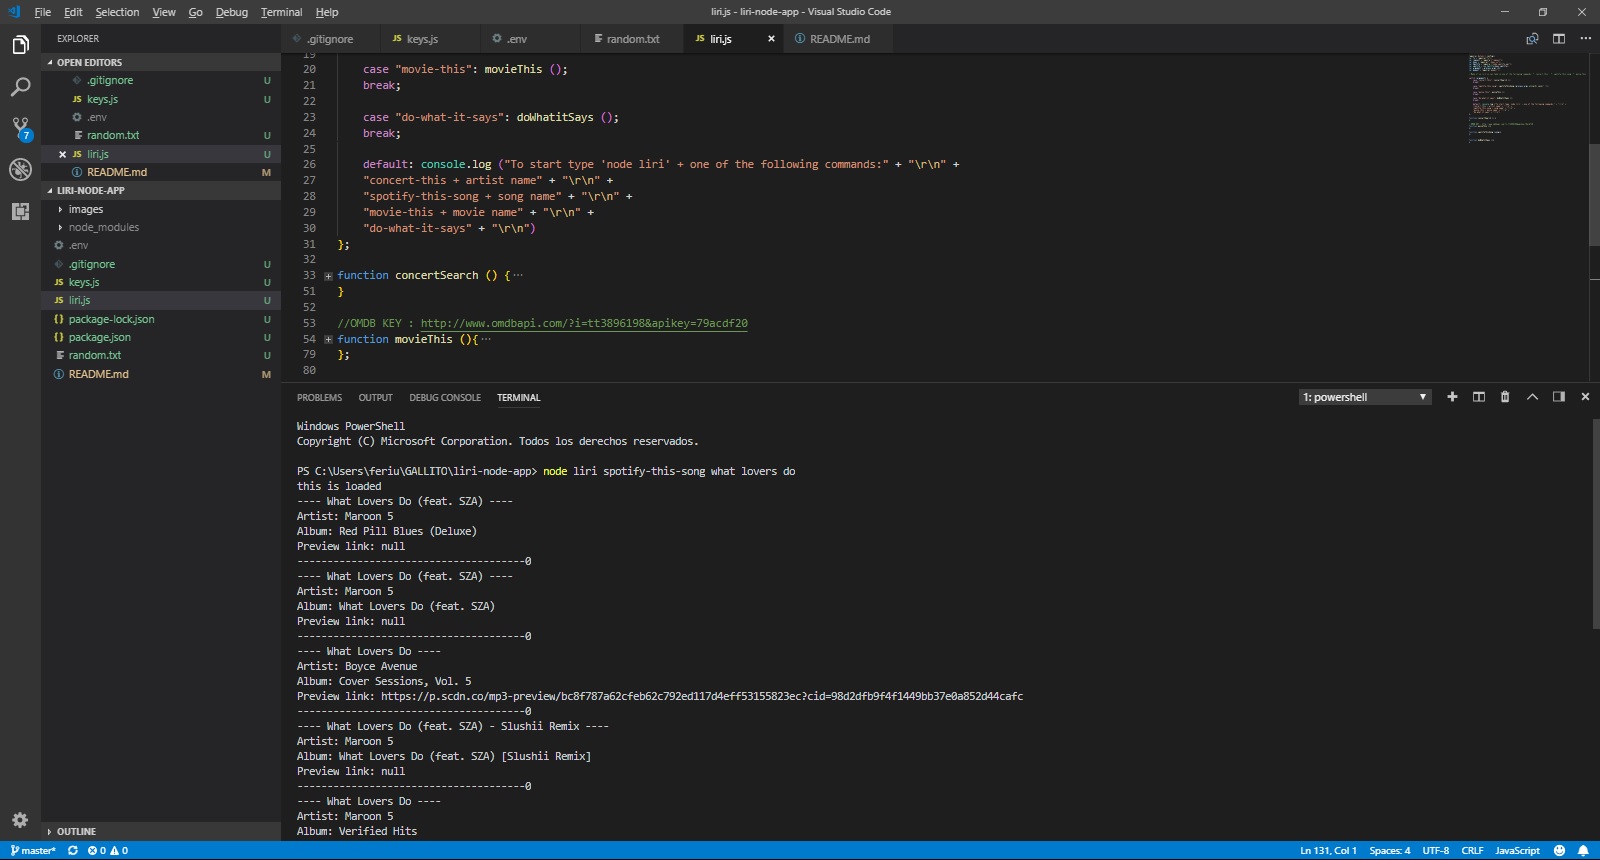 File Edit Selection View Go Debug Terminal Help
liri.js - liri-node-app - Visual Studio Code
EXPLORER
OPEN EDITORS
.gitignore U
JS keys.js U
.env
random.txt U
JS liri.js U
README.md M
LIRI-NODE-APP
images
node_modules
.env
.gitignore U
JS keys.js U
JS liri.js U
{} package-lock.json U
{} package.json U
random.txt U
README.md M
OUTLINE
7
.gitignore JS keys.js .env random.txt JS liri.js README.md
19
20 case "movie-this": movieThis ();
21 break;
22
23 case "do-what-it-says": doWhatitSays ();
24 break;
25
26 default: console.log ("To start type 'node liri' + one of the following commands:" + "\r\n" +
27 "concert-this + artist name" + "\r\n" +
28 "spotify-this-song + song name" + "\r\n" +
29 "movie-this + movie name" + "\r\n" +
30 "do-what-it-says" + "\r\n")
31 };
32
33 function concertSearch () { ...
51 }
52
53 //OMDB KEY : http://www.omdbapi.com/?i=tt3896198&apikey=79acdf20
54 function movieThis (){ ...
79 };
80
PROBLEMS OUTPUT DEBUG CONSOLE TERMINAL
1: powershell
Windows PowerShell
Copyright (C) Microsoft Corporation. Todos los derechos reservados.
PS C:\Users\feriu\GALLITO\liri-node-app> node liri spotify-this-song what lovers do
this is loaded
---- What Lovers Do (feat. SZA) ----
Artist: Maroon 5
Album: Red Pill Blues (Deluxe)
Preview link: null
--------------------------------------0
---- What Lovers Do (feat. SZA) ----
Artist: Maroon 5
Album: What Lovers Do (feat. SZA)
Preview link: null
--------------------------------------0
---- What Lovers Do ----
Artist: Boyce Avenue
Album: Cover Sessions, Vol. 5
Preview link: https://p.scdn.co/mp3-preview/bc8f787a62cfeb62c792ed117d4eff53155823ec?cid=98d2dfb9f4f1449bb37e0a852d44cafc
--------------------------------------0
---- What Lovers Do (feat. SZA) - Slushii Remix ----
Artist: Maroon 5
Album: What Lovers Do (feat. SZA) [Slushii Remix]
Preview link: null
--------------------------------------0
---- What Lovers Do ----
Artist: Maroon 5
Album: Verified Hits
master* 0 0 Ln 131, Col 1 Spaces: 4 UTF-8 CRLF JavaScript